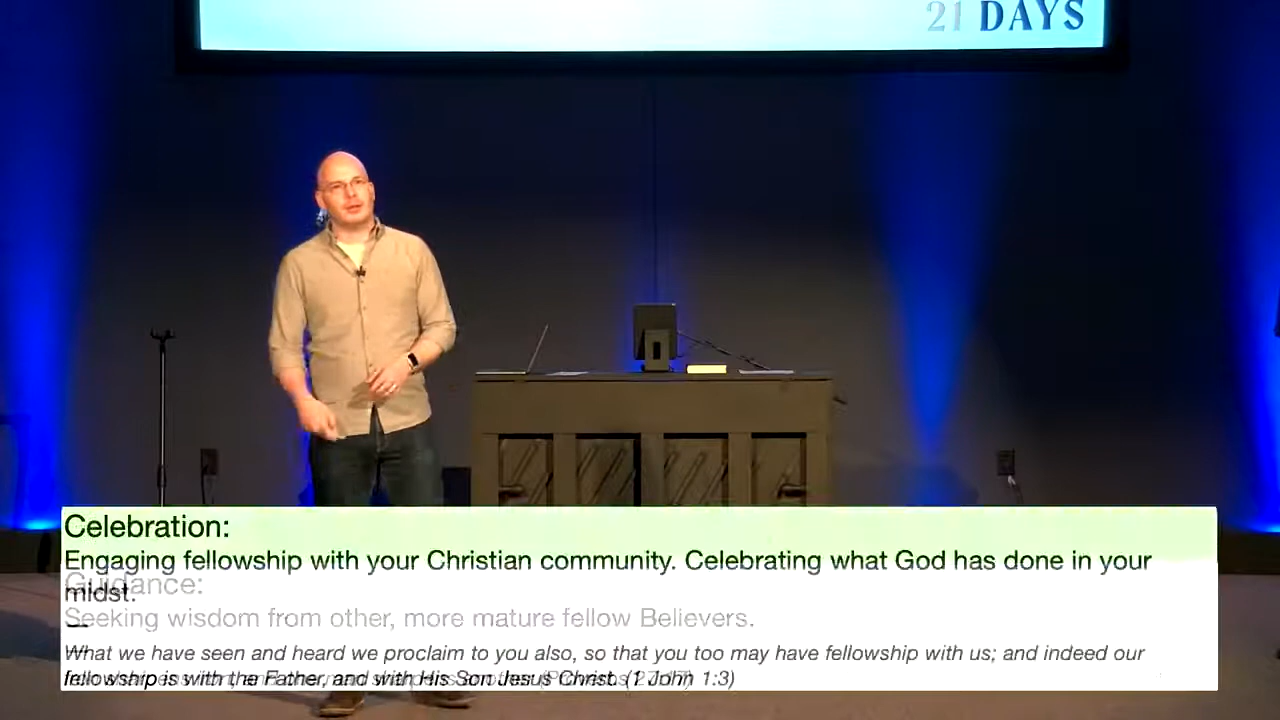 21 DAYS
Celebration:
Engaging fellowship with your Christian community. Celebrating what God has done in your
midst.
Guidance:
Seeking wisdom from other, more mature fellow Believers.
—
What we have seen and heard we proclaim to you also, so that you too may have fellowship with us; and indeed our
fellowship is with the Father, and with His Son Jesus Christ. (1 John 1:3)